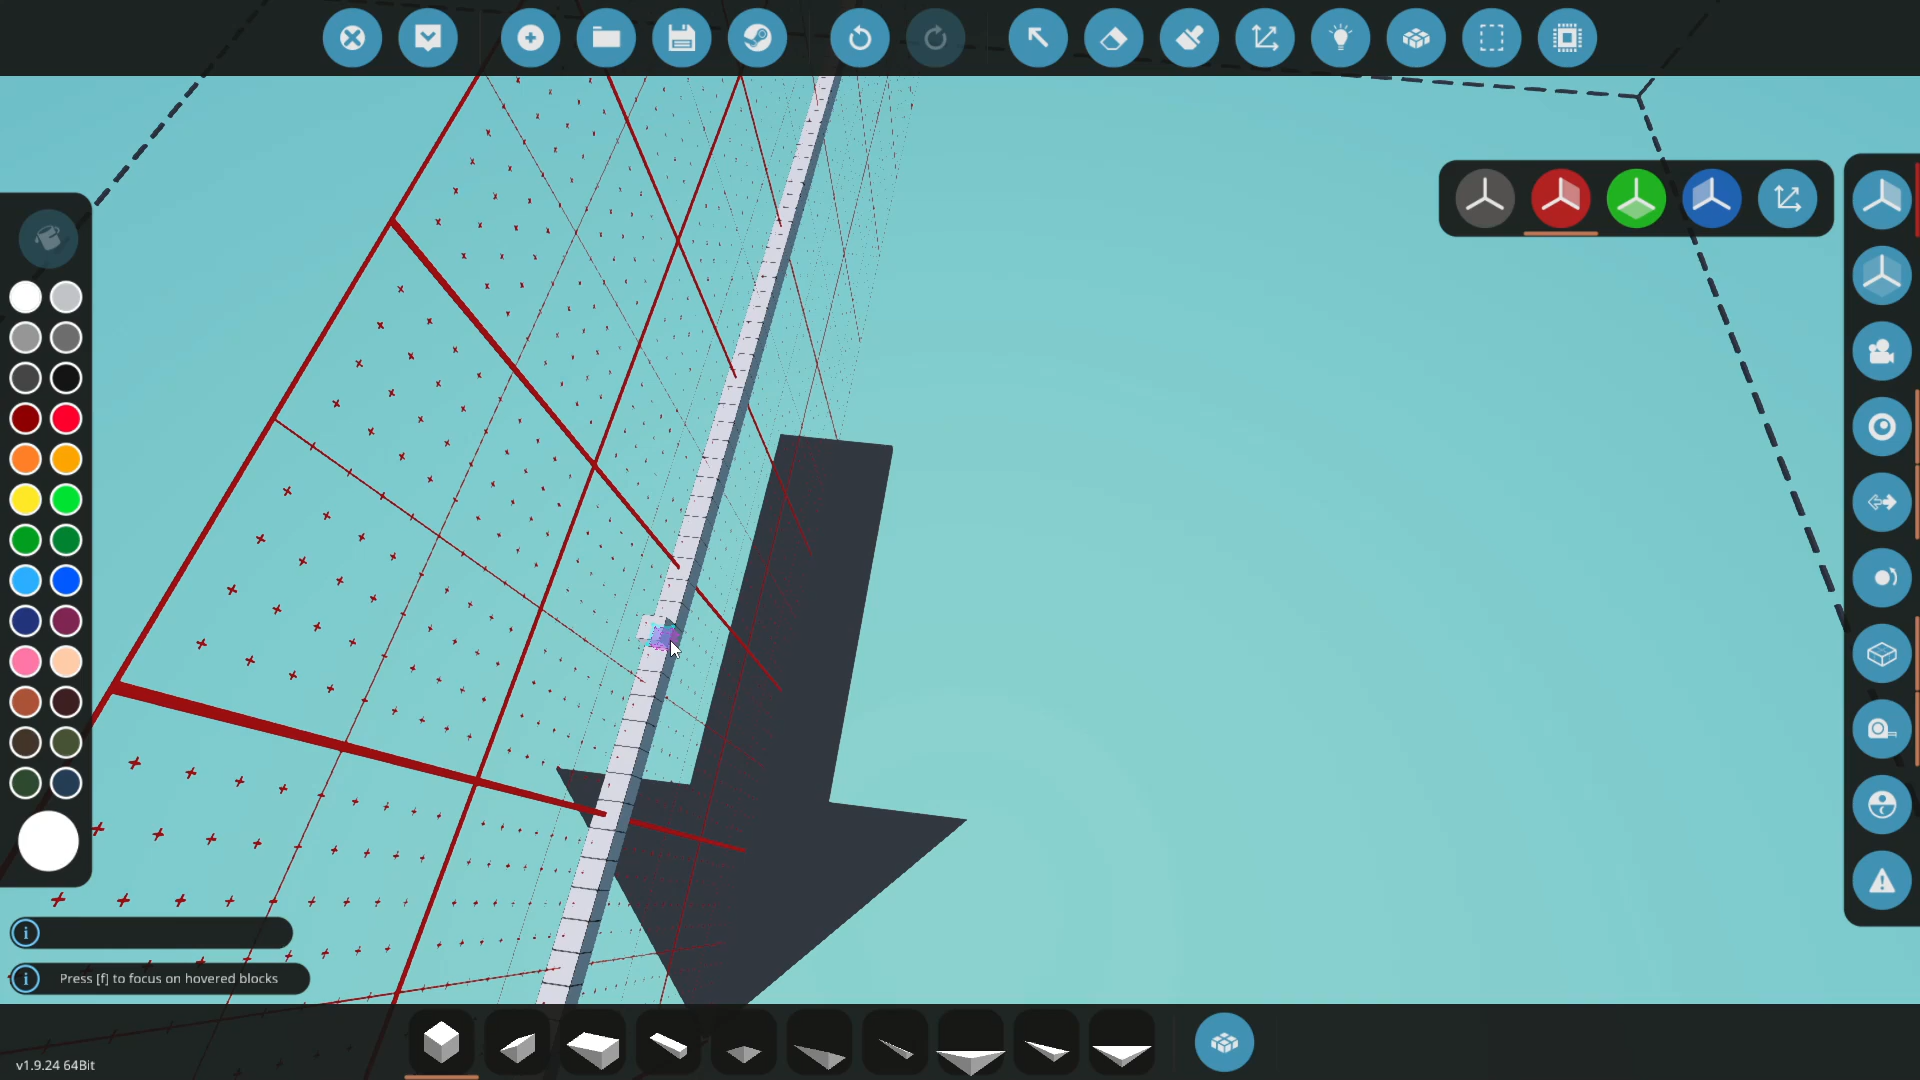 Press [f] to focus on hovered blocks
v1.9.24 64Bit